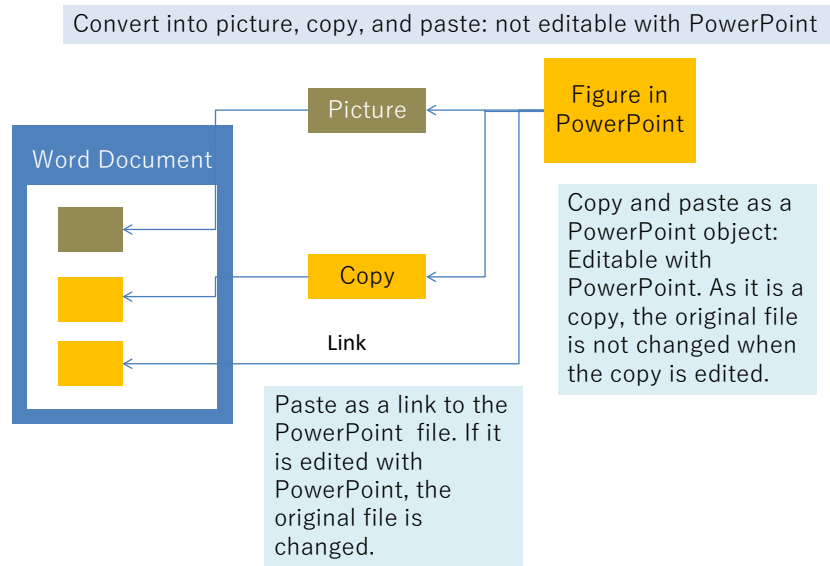 Convert into picture, copy, and paste: not editable with PowerPoint
Picture
Figure in
PowerPoint
Word Document
Copy and paste as a
PowerPoint object:
Editable with
PowerPoint. As it is a
copy, the original file
is not changed when
the copy is edited.
Copy
Link
Paste as a link to the
PowerPoint  file. If it
is edited with
PowerPoint, the
original file is
changed.